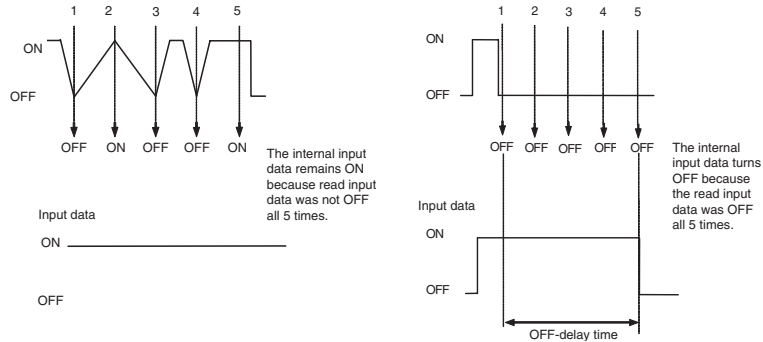 1 2 3 4 5
ON
OFF
OFF ON OFF OFF ON
The internal input
data remains ON
because read input
data was not OFF
all 5 times.
Input data
ON
OFF
1 2 3 4 5
ON
OFF
OFF OFF OFF OFF OFF
The internal
input data turns
OFF because
the read input
data was OFF
all 5 times.
Input data
ON
OFF
OFF-delay time